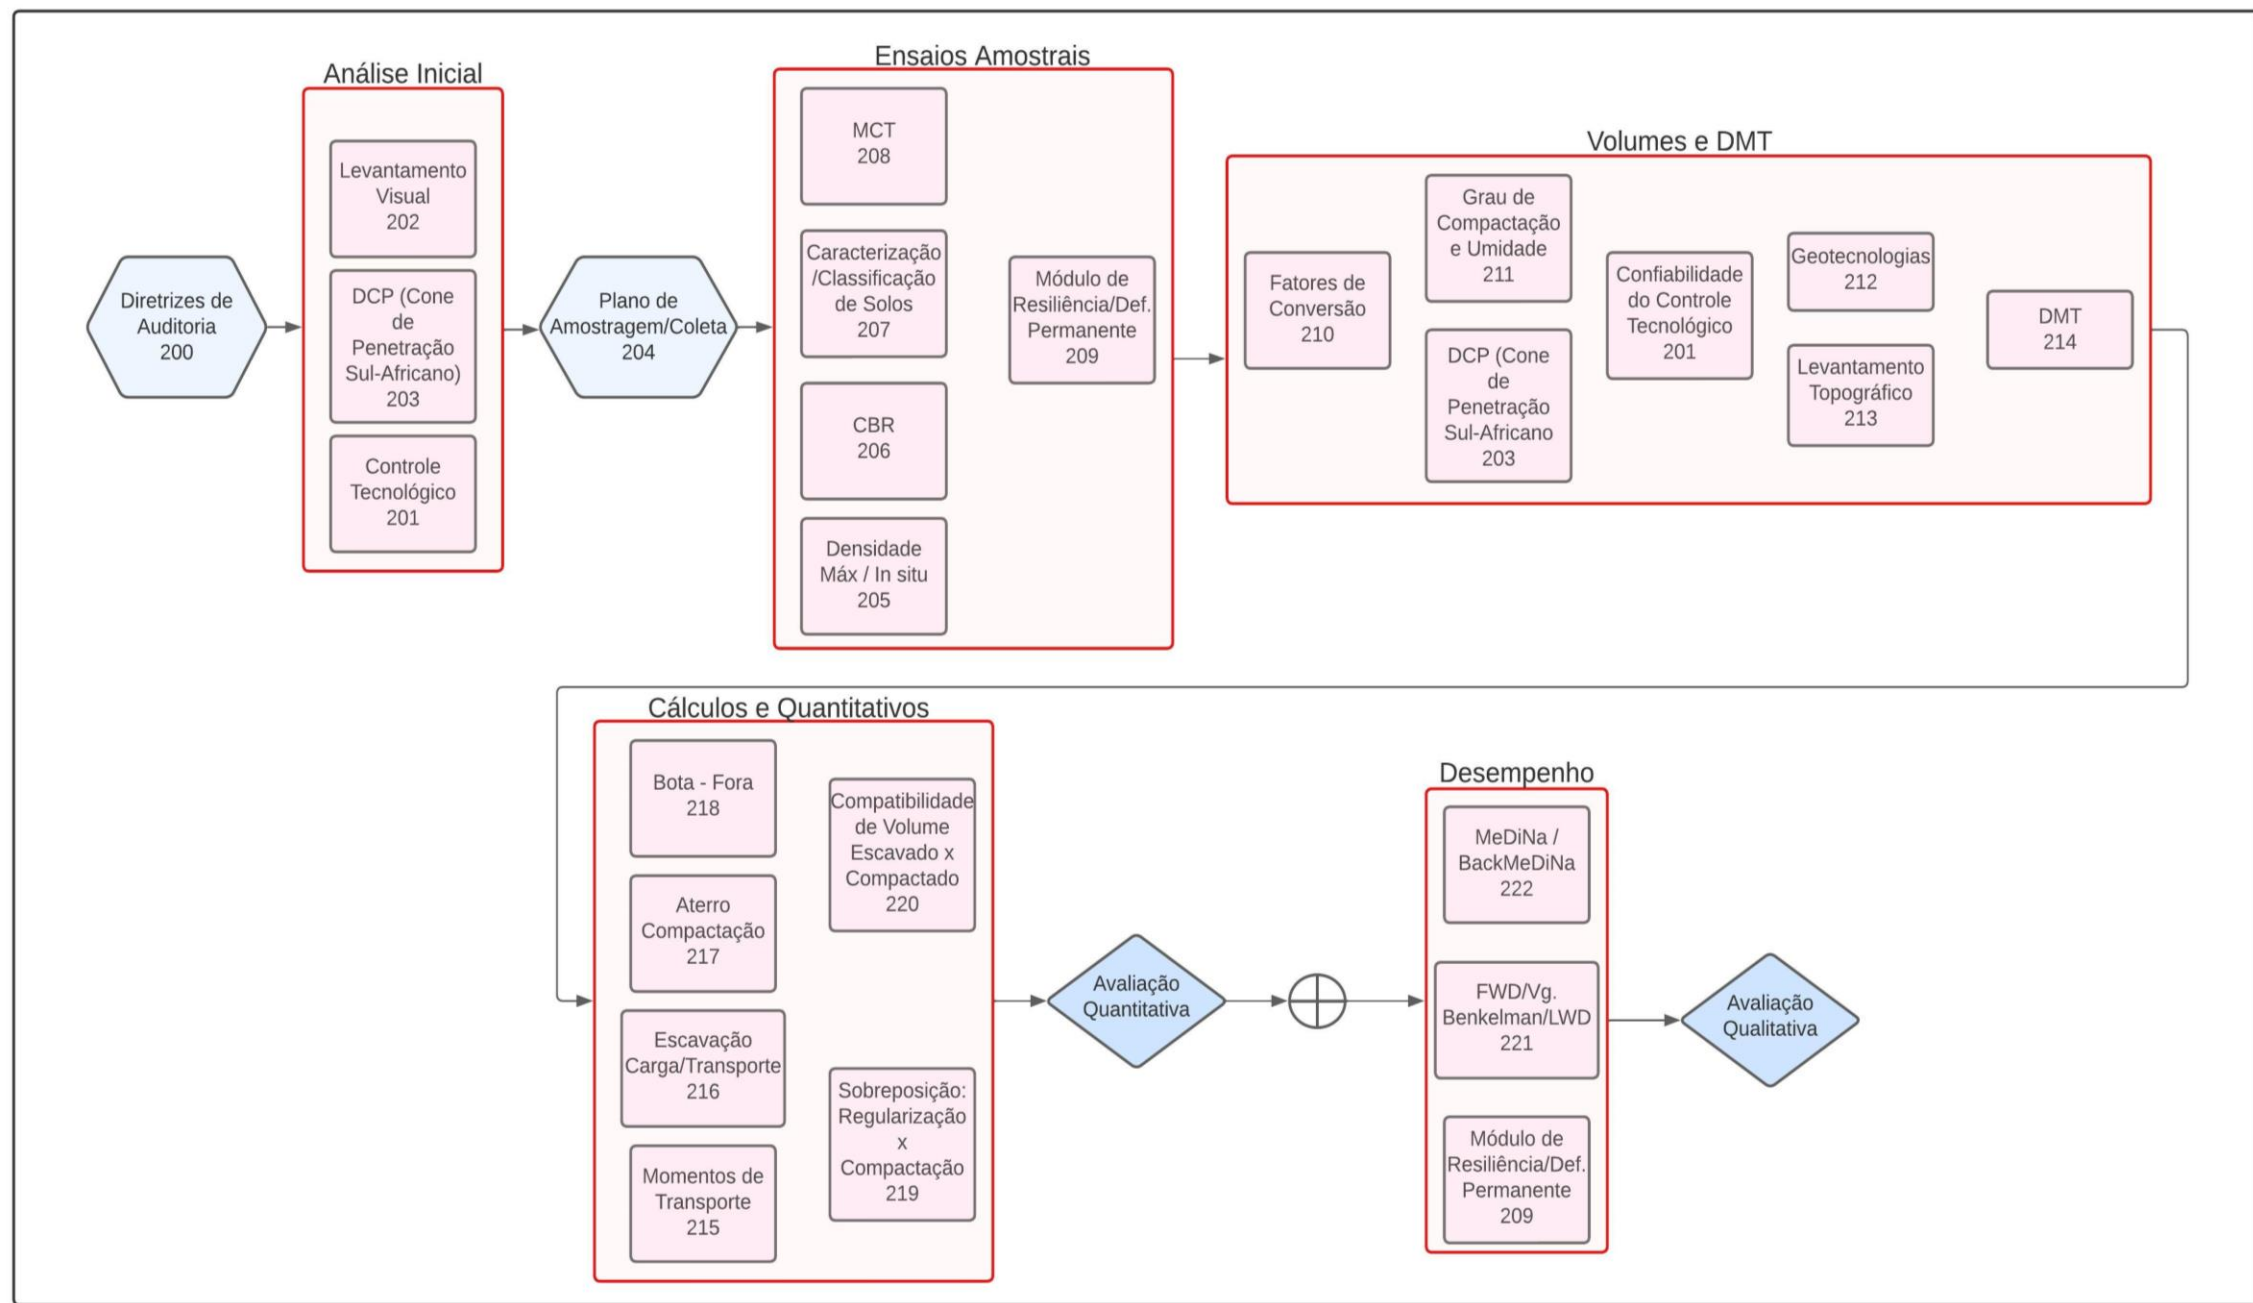 Análise Inicial
Levantamento
Visual
202
DCP (Cone
de
Penetração
Sul-Africano)
203
Controle
Tecnológico
201
Diretrizes de
Auditoria
200
Plano de
Amostragem/Coleta
204
Ensaios Amostrais
MCT
208
Caracterização
/Classificação
de Solos
207
CBR
206
Densidade
Máx / In situ
205
Módulo de
Resiliência/Def.
Permanente
209
Volumes e DMT
Fatores de
Conversão
210
Grau de
Compactação
e Umidade
211
DCP (Cone
de
Penetração
Sul-Africano
203
Confiabilidade
do Controle
Tecnológico
201
Geotecnologias
212
Levantamento
Topográfico
213
DMT
214
Cálculos e Quantitativos
Bota - Fora
218
Aterro
Compactação
217
Escavação
Carga/Transporte
216
Momentos de
Transporte
215
Compatibilidade
de Volume
Escavado x
Compactado
220
Sobreposição:
Regularização
x
Compactação
219
Avaliação
Quantitativa
Desempenho
MeDiNa /
BackMeDiNa
222
FWD/Vg.
Benkelman/LWD
221
Módulo de
Resiliência/Def.
Permanente
209
Avaliação
Qualitativa